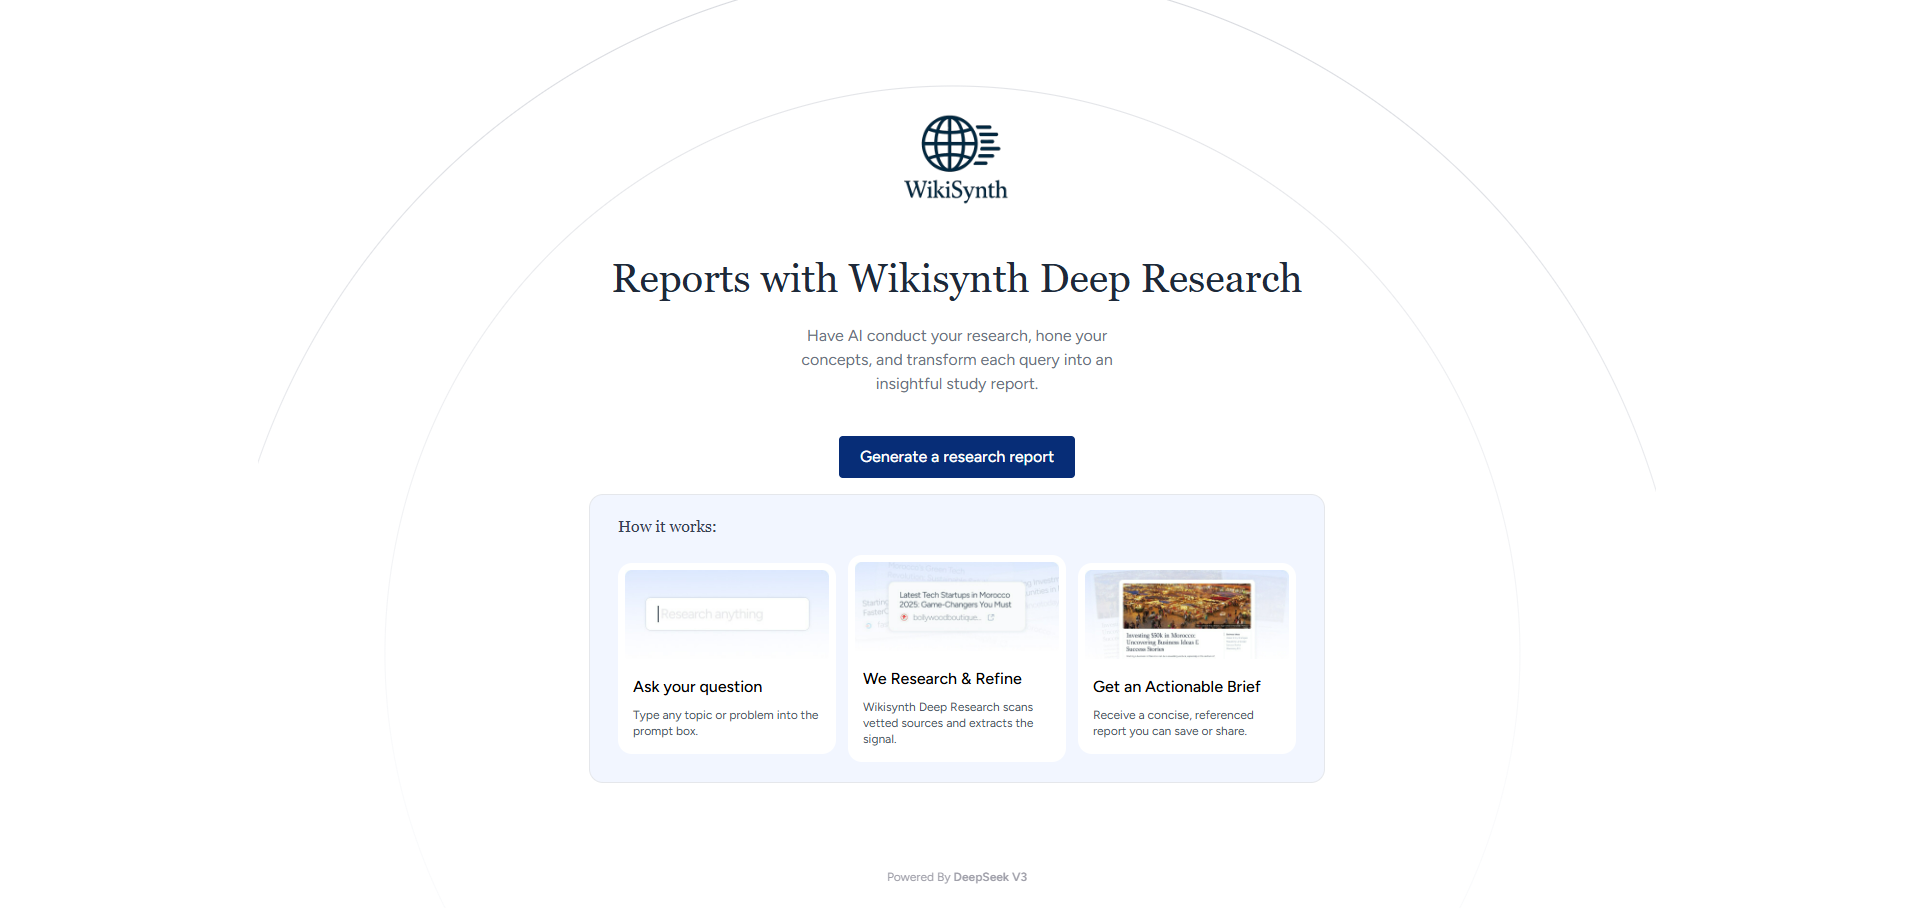 WikiSynth
Reports with Wikisynth Deep Research
Have AI conduct your research, hone your
concepts, and transform each query into an
insightful study report.
Generate a research report
How it works:
Research anything
Ask your question
Type any topic or problem into the
prompt box.
Latest Tech Startups in Morocco
2025: Game-Changers You Must
bollywoodboutique...
We Research & Refine
Wikisynth Deep Research scans
vetted sources and extracts the
signal.
Investing $50k in Morocco:
Uncovering Business Ideas &
Success Stories
Get an Actionable Brief
Receive a concise, referenced
report you can save or share.
Powered By DeepSeek V3